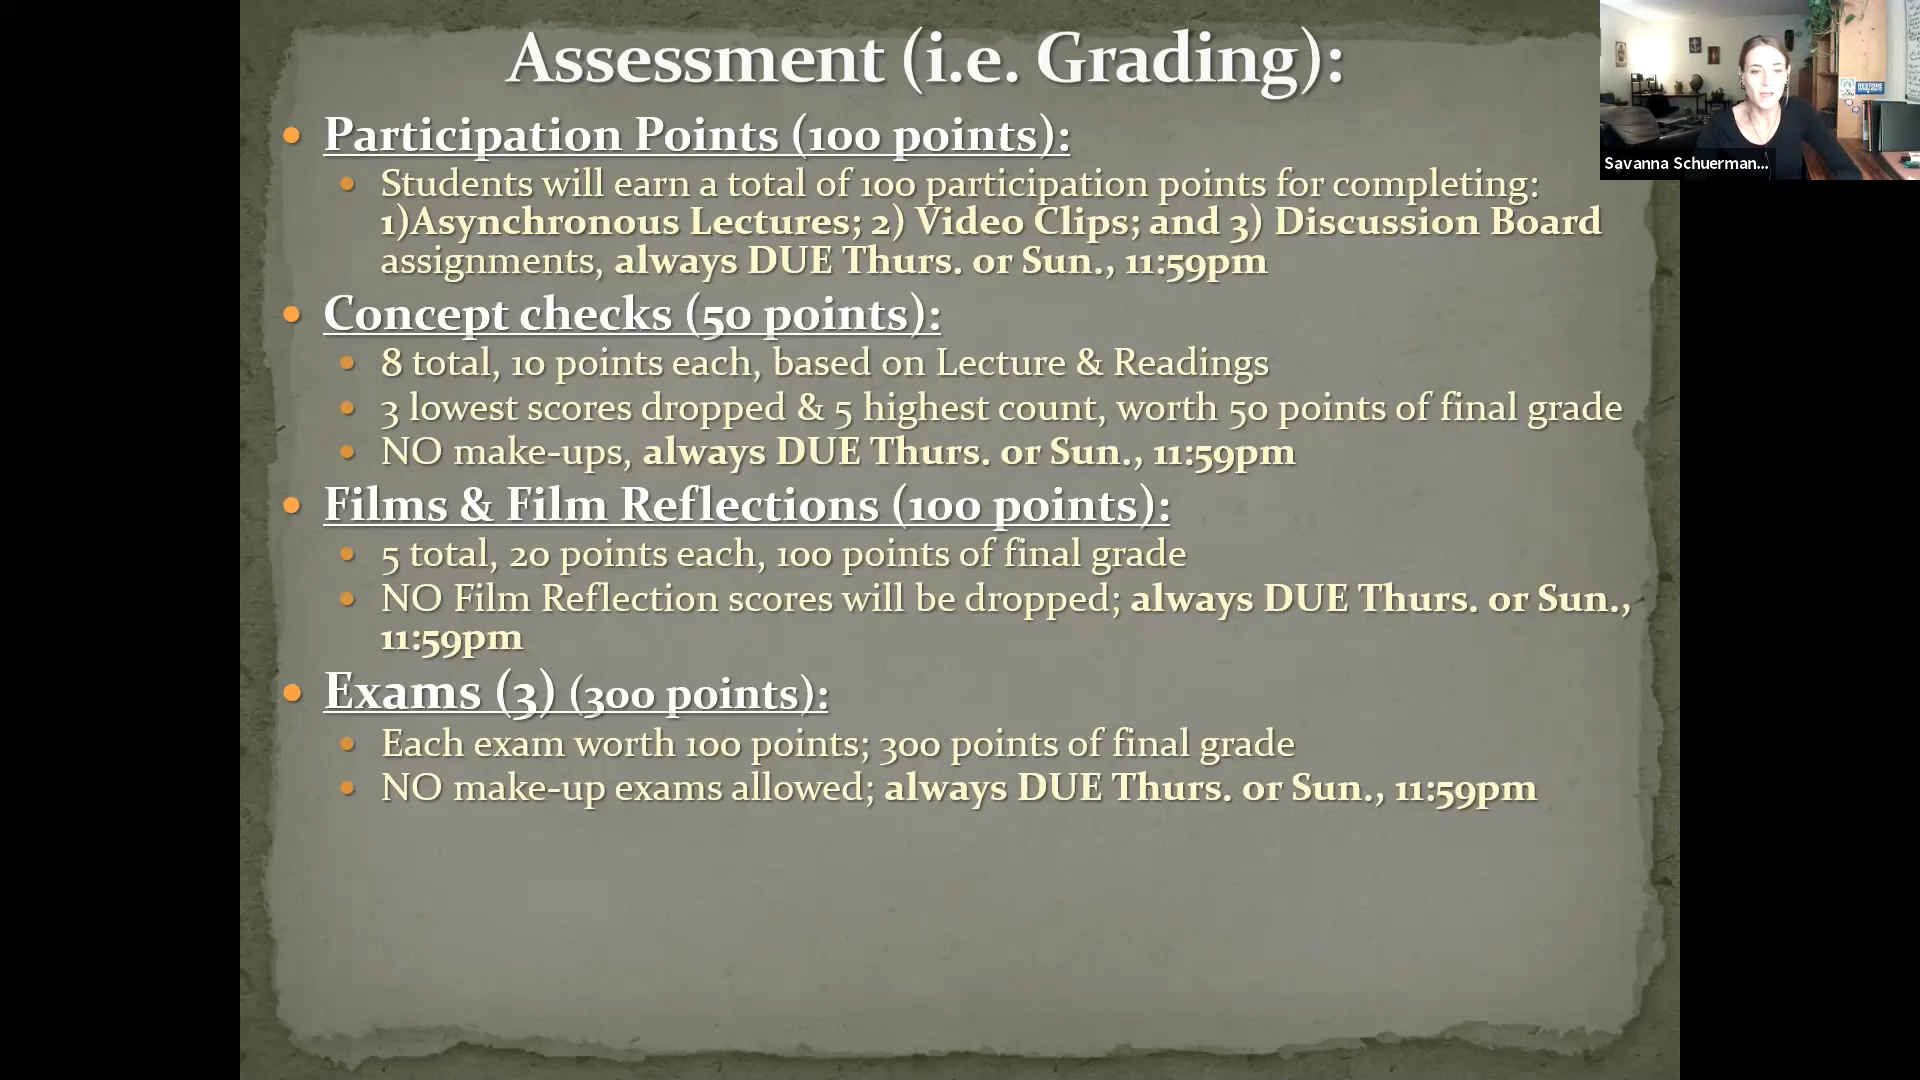 Assessment (i.e. Grading):
Participation Points (100 points):
Students will earn a total of 100 participation points for completing:
1)Asynchronous Lectures; 2) Video Clips; and 3) Discussion Board
assignments, always DUE Thurs. or Sun., 11:59pm
Concept checks (50 points):
8 total, 10 points each, based on Lecture & Readings
3 lowest scores dropped & 5 highest count, worth 50 points of final grade
NO make-ups, always DUE Thurs. or Sun., 11:59pm
Films & Film Reflections (100 points):
5 total, 20 points each, 100 points of final grade
NO Film Reflection scores will be dropped; always DUE Thurs. or Sun.,
11:59pm
Exams (3) (300 points):
Each exam worth 100 points; 300 points of final grade
NO make-up exams allowed; always DUE Thurs. or Sun., 11:59pm
Savanna Schuerman...
RESTORE